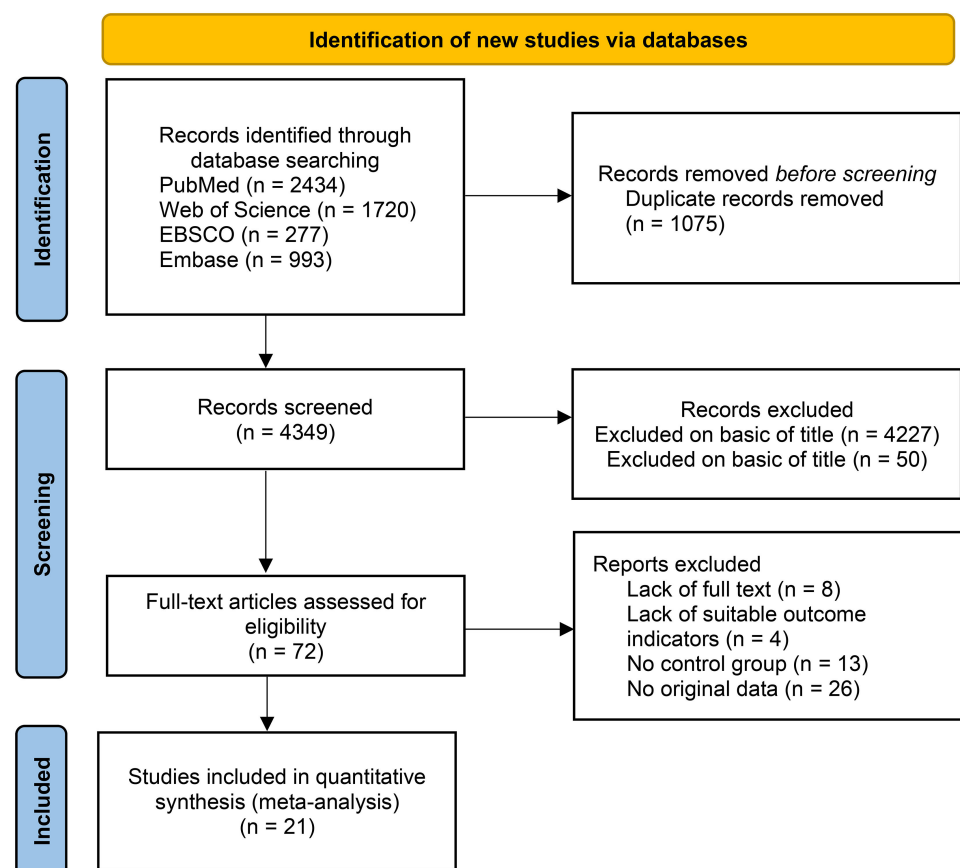 Identification of new studies via databases
Identification
Records identified through
database searching
PubMed (n = 2434)
Web of Science (n = 1720)
EBSCO (n = 277)
Embase (n = 993)
Records removed before screening
Duplicate records removed
(n = 1075)
Screening
Records screened
(n = 4349)
Records excluded
Excluded on basic of title (n = 4227)
Excluded on basic of title (n = 50)
Full-text articles assessed for
eligibility
(n = 72)
Reports excluded
Lack of full text (n = 8)
Lack of suitable outcome
indicators (n = 4)
No control group (n = 13)
No original data (n = 26)
Included
Studies included in quantitative
synthesis (meta-analysis)
(n = 21)